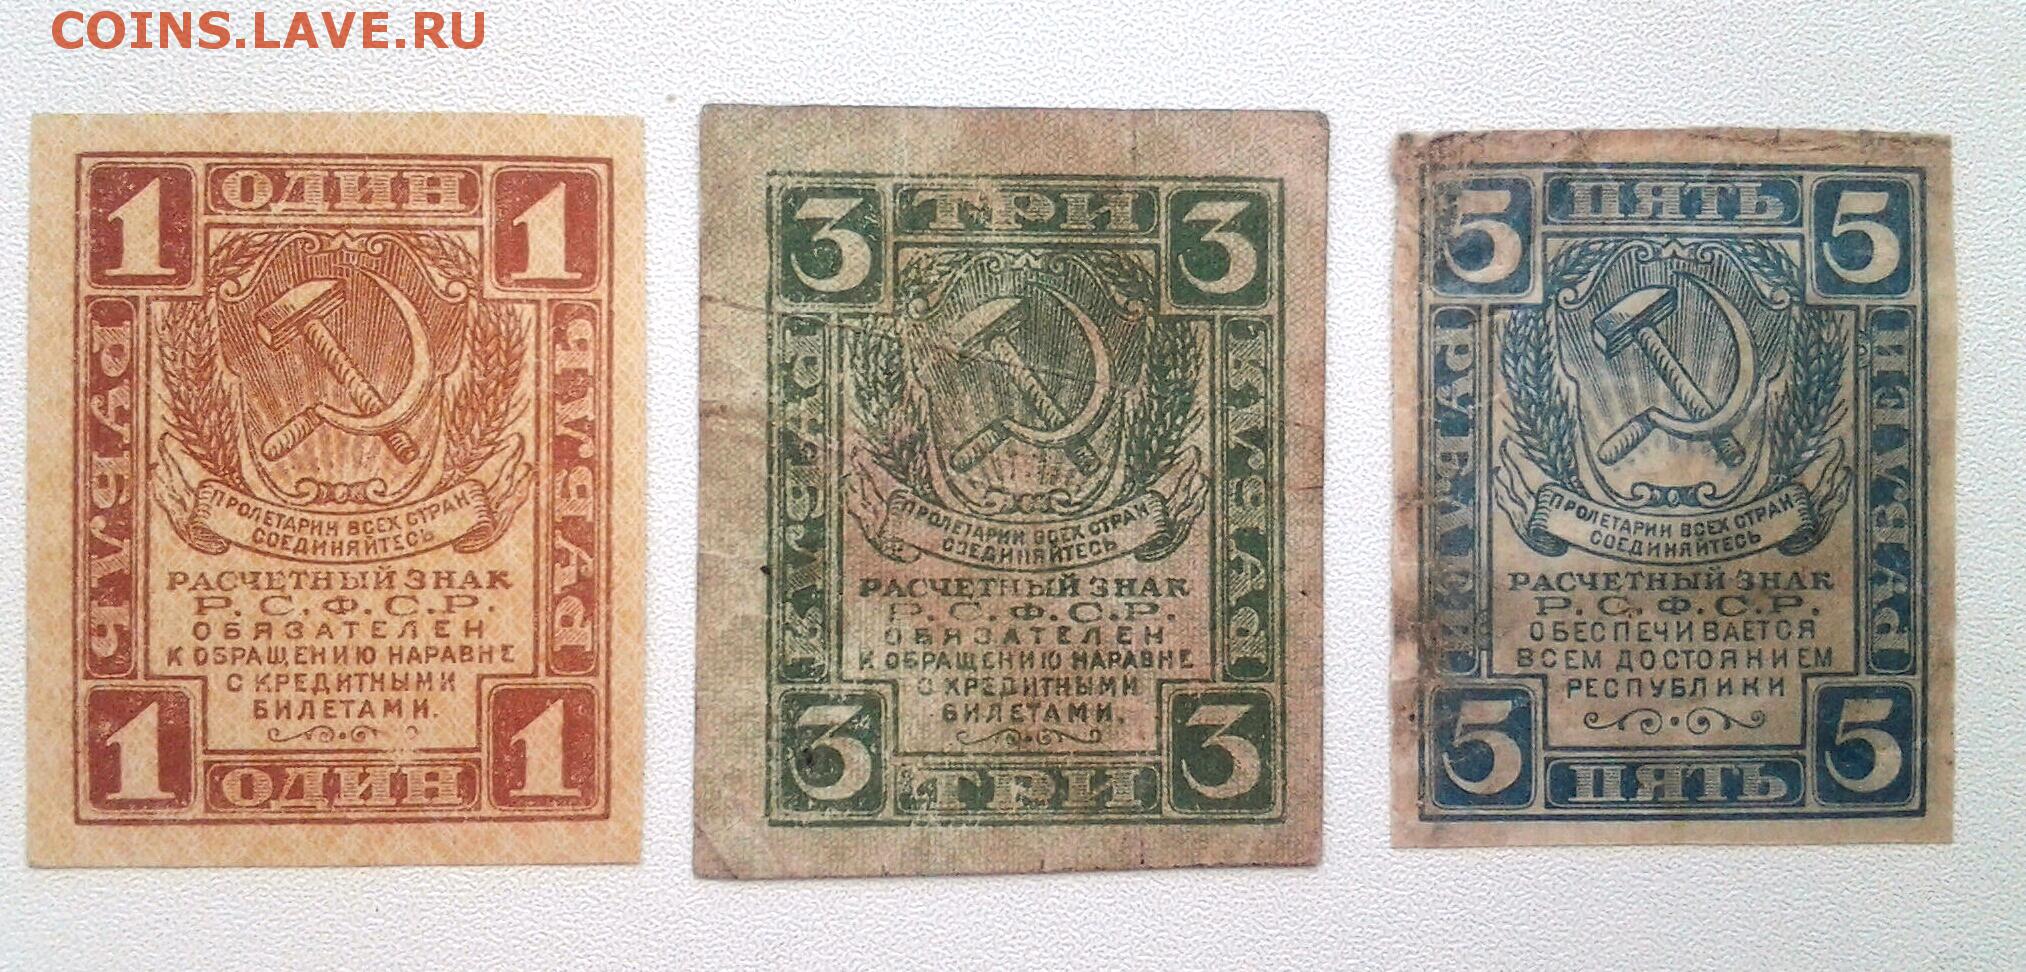 COINS.LAVE.RU
1 ОДИН 1
РУБЛЬ
РУБЛЬ
ПРОЛЕТАРИИ ВСЕХ СТРАН
СОЕДИНЯЙТЕСЬ
РАСЧЕТНЫЙ ЗНАК
Р.С.Ф.С.Р.
ОБЯЗАТЕЛЕН
К ОБРАЩЕНИЮ НАРАВНЕ
С КРЕДИТНЫМИ
БИЛЕТАМИ.
1 ОДИН 1
3 ТРИ 3
РУБЛЯ
РУБЛЯ
ПРОЛЕТАРИИ ВСЕХ СТРАН
СОЕДИНЯЙТЕСЬ
РАСЧЕТНЫЙ ЗНАК
Р.С.Ф.С.Р.
ОБЯЗАТЕЛЕН
К ОБРАЩЕНИЮ НАРАВНЕ
С КРЕДИТНЫМИ
БИЛЕТАМИ.
3 ТРИ 3
5 ПЯТЬ 5
РУБЛЕЙ
РУБЛЕЙ
ПРОЛЕТАРИИ ВСЕХ СТРАН
СОЕДИНЯЙТЕСЬ
РАСЧЕТНЫЙ ЗНАК
Р.С.Ф.С.Р.
ОБЕСПЕЧИВАЕТСЯ
ВСЕМ ДОСТОЯНИЕМ
РЕСПУБЛИКИ
5 ПЯТЬ 5